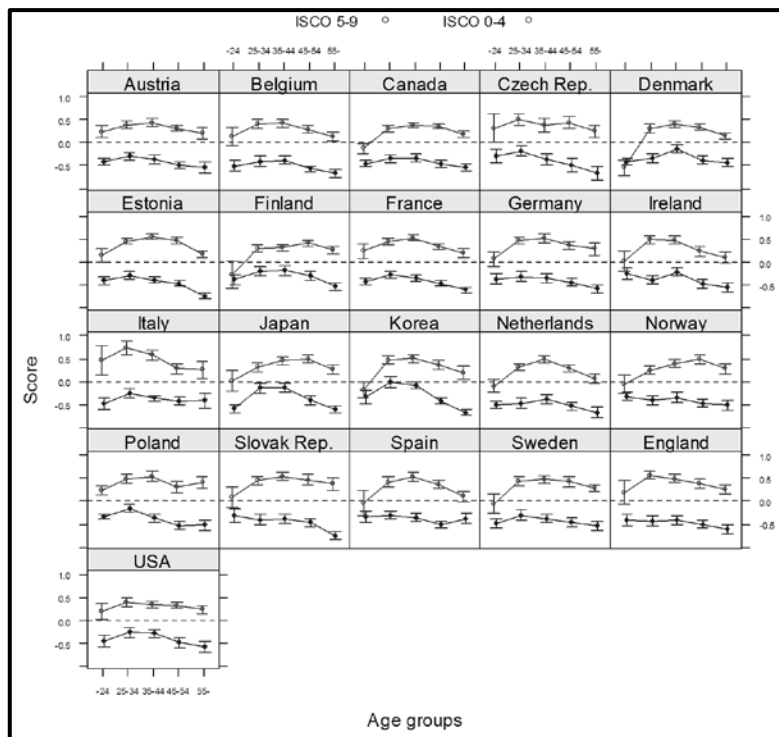 ISCO 5-9 ○ ISCO 0-4 ○
-24 25-34 35-44 45-54 55- -24 25-34 35-44 45-54 55-
Austria Belgium Canada Czech Rep. Denmark
1.0
0.5
0.0
-0.5
Estonia Finland France Germany Ireland
1.0
0.5
0.0
-0.5
Italy Japan Korea Netherlands Norway
1.0
0.5
0.0
-0.5
Poland Slovak Rep. Spain Sweden England
1.0
0.5
0.0
-0.5
USA
1.0
0.5
0.0
-0.5
-24 25-34 35-44 45-54 55-
Score
Age groups